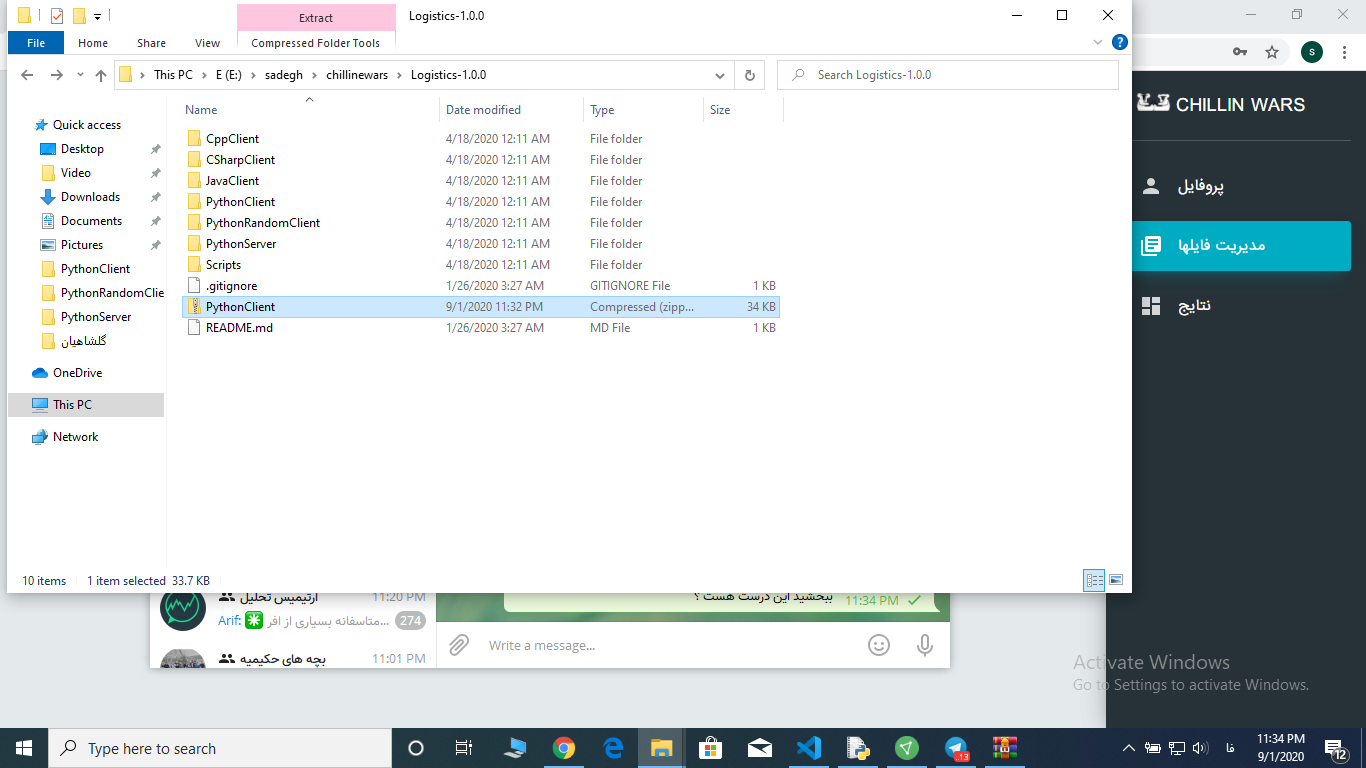 Extract
Logistics-1.0.0
File
Home
Share
View
Compressed Folder Tools
This PC
E (E:)
sadegh
chillinewars
Logistics-1.0.0
Search Logistics-1.0.0
S
Quick access
Desktop
Video
Downloads
Documents
Pictures
PythonClient
PythonRandomClie
PythonServer
گلشاهیان
OneDrive
This PC
Network
Name Date modified Type Size
CppClient 4/18/2020 12:11 AM File folder
CSharpClient 4/18/2020 12:11 AM File folder
JavaClient 4/18/2020 12:11 AM File folder
PythonClient 4/18/2020 12:11 AM File folder
PythonRandomClient 4/18/2020 12:11 AM File folder
PythonServer 4/18/2020 12:11 AM File folder
Scripts 4/18/2020 12:11 AM File folder
.gitignore 1/26/2020 3:27 AM GITIGNORE File 1 KB
PythonClient 9/1/2020 11:32 PM Compressed (zipp... 34 KB
README.md 1/26/2020 3:27 AM MD File 1 KB
10 items 1 item selected 33.7 KB
CHILLIN WARS
پروفایل
مدیریت فایلها
نتایج
ارتیمیس تحلیل 11:20 PM
Arif: متاسفانه بسیاری از افر... 274
بچه های حکیمیه 11:01 PM
ببخشید این درست هست ؟ 11:34 PM
Write a message...
Activate Windows
Go to Settings to activate Windows.
Type here to search
..13
فا
11:34 PM
9/1/2020
12